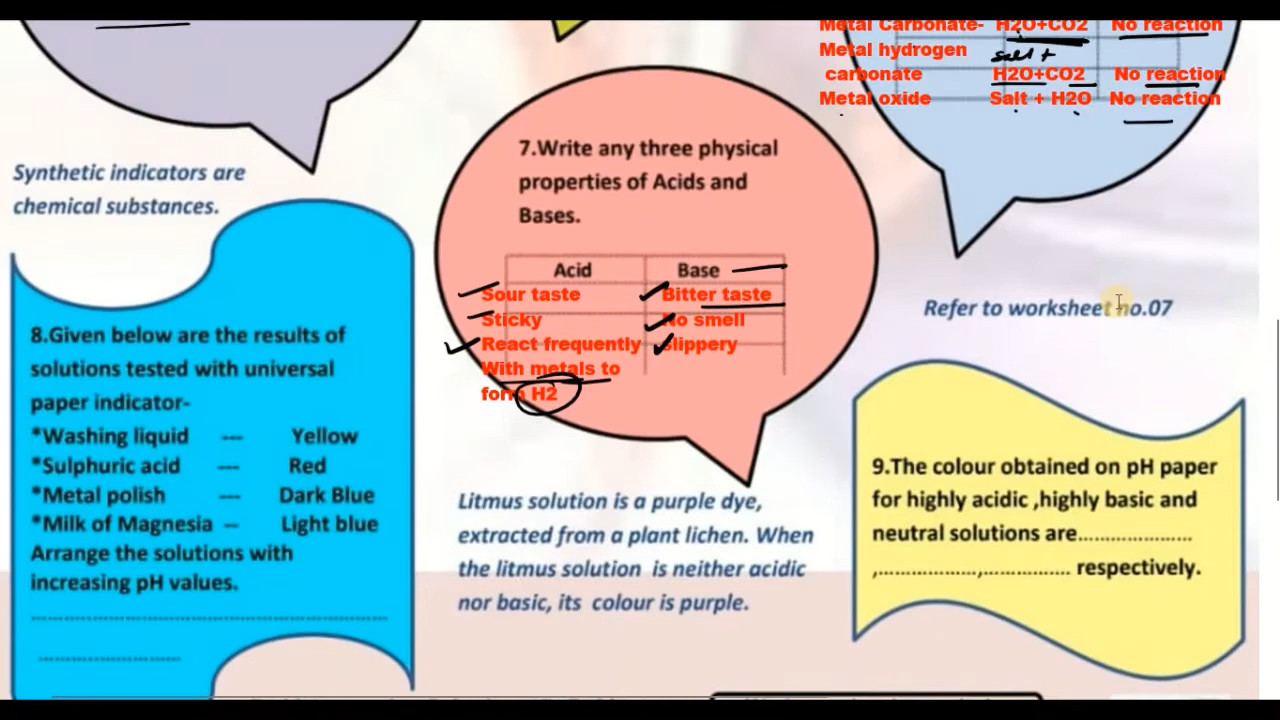 Metal Carbonate- H2O+CO2 No reaction
Metal hydrogen salt +
carbonate H2O+CO2 No reaction
Metal oxide Salt + H2O No reaction
Synthetic indicators are
chemical substances.
7.Write any three physical
properties of Acids and
Bases.
Acid Base
Sour taste Bitter taste
Sticky No smell
React frequently Slippery
With metals to
form H2
Refer to worksheet no.07
8.Given below are the results of
solutions tested with universal
paper indicator-
*Washing liquid --- Yellow
*Sulphuric acid --- Red
*Metal polish --- Dark Blue
*Milk of Magnesia -- Light blue
Arrange the solutions with
increasing pH values.
Litmus solution is a purple dye,
extracted from a plant lichen. When
the litmus solution is neither acidic
nor basic, its colour is purple.
9.The colour obtained on pH paper
for highly acidic ,highly basic and
neutral solutions are.....................
,..................,............... respectively.